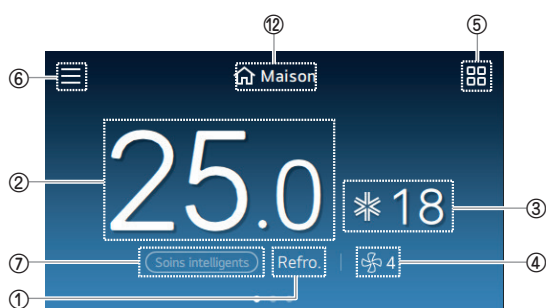 ⑫ ⑤
⑥ Maison
② 25.0
18 ③
⑦ Soins intelligents Refro. 4 ④
①